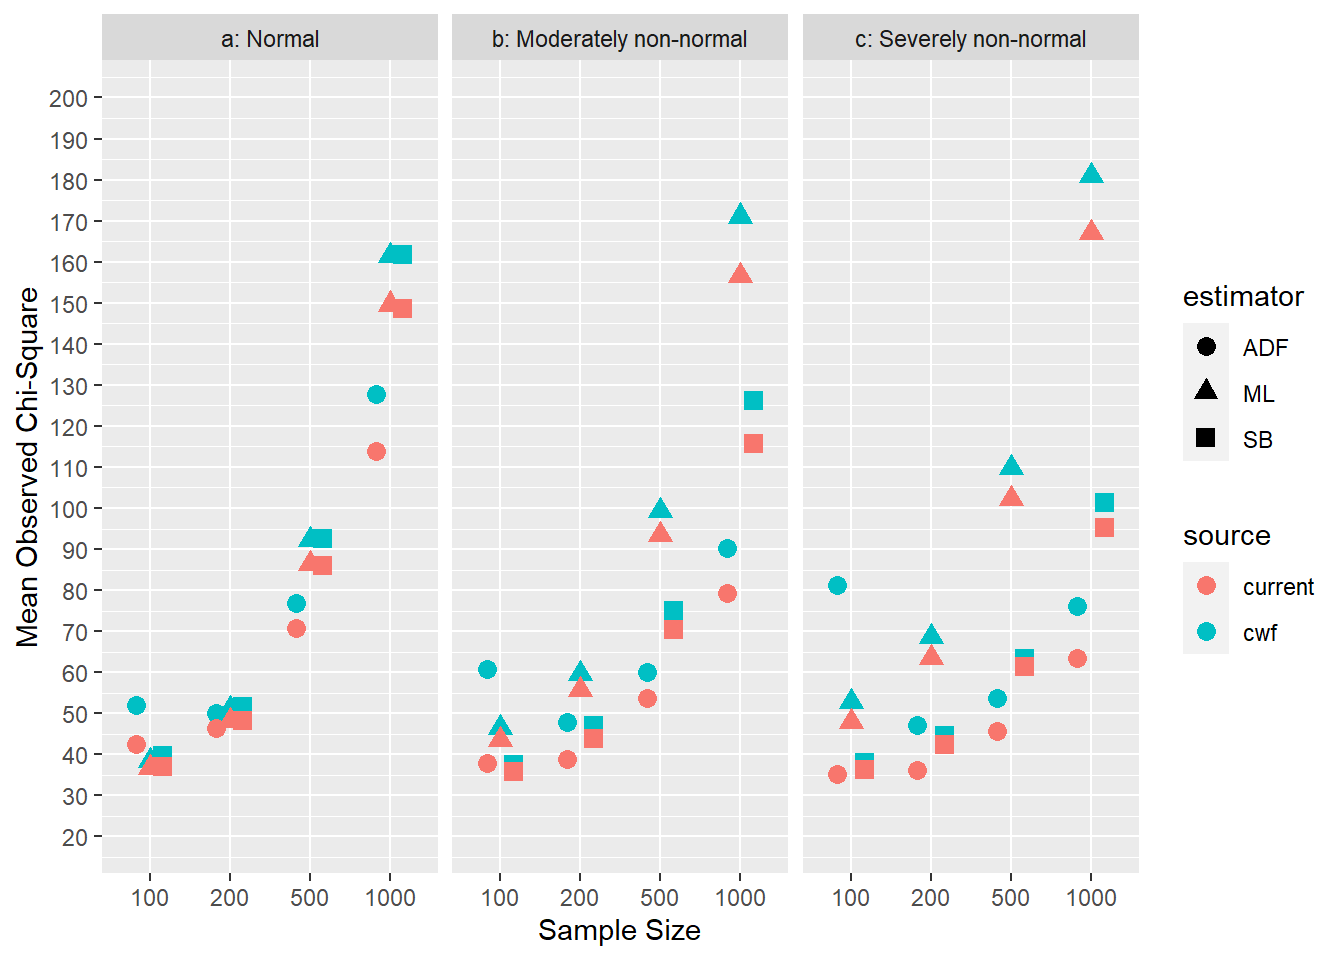 a: Normal
b: Moderately non-normal
c: Severely non-normal
Mean Observed Chi-Square
200
190
180
170
160
150
140
130
120
110
100
90
80
70
60
50
40
30
20
100 200 500 1000
100 200 500 1000
100 200 500 1000
Sample Size
estimator
ADF
ML
SB
source
current
cwf